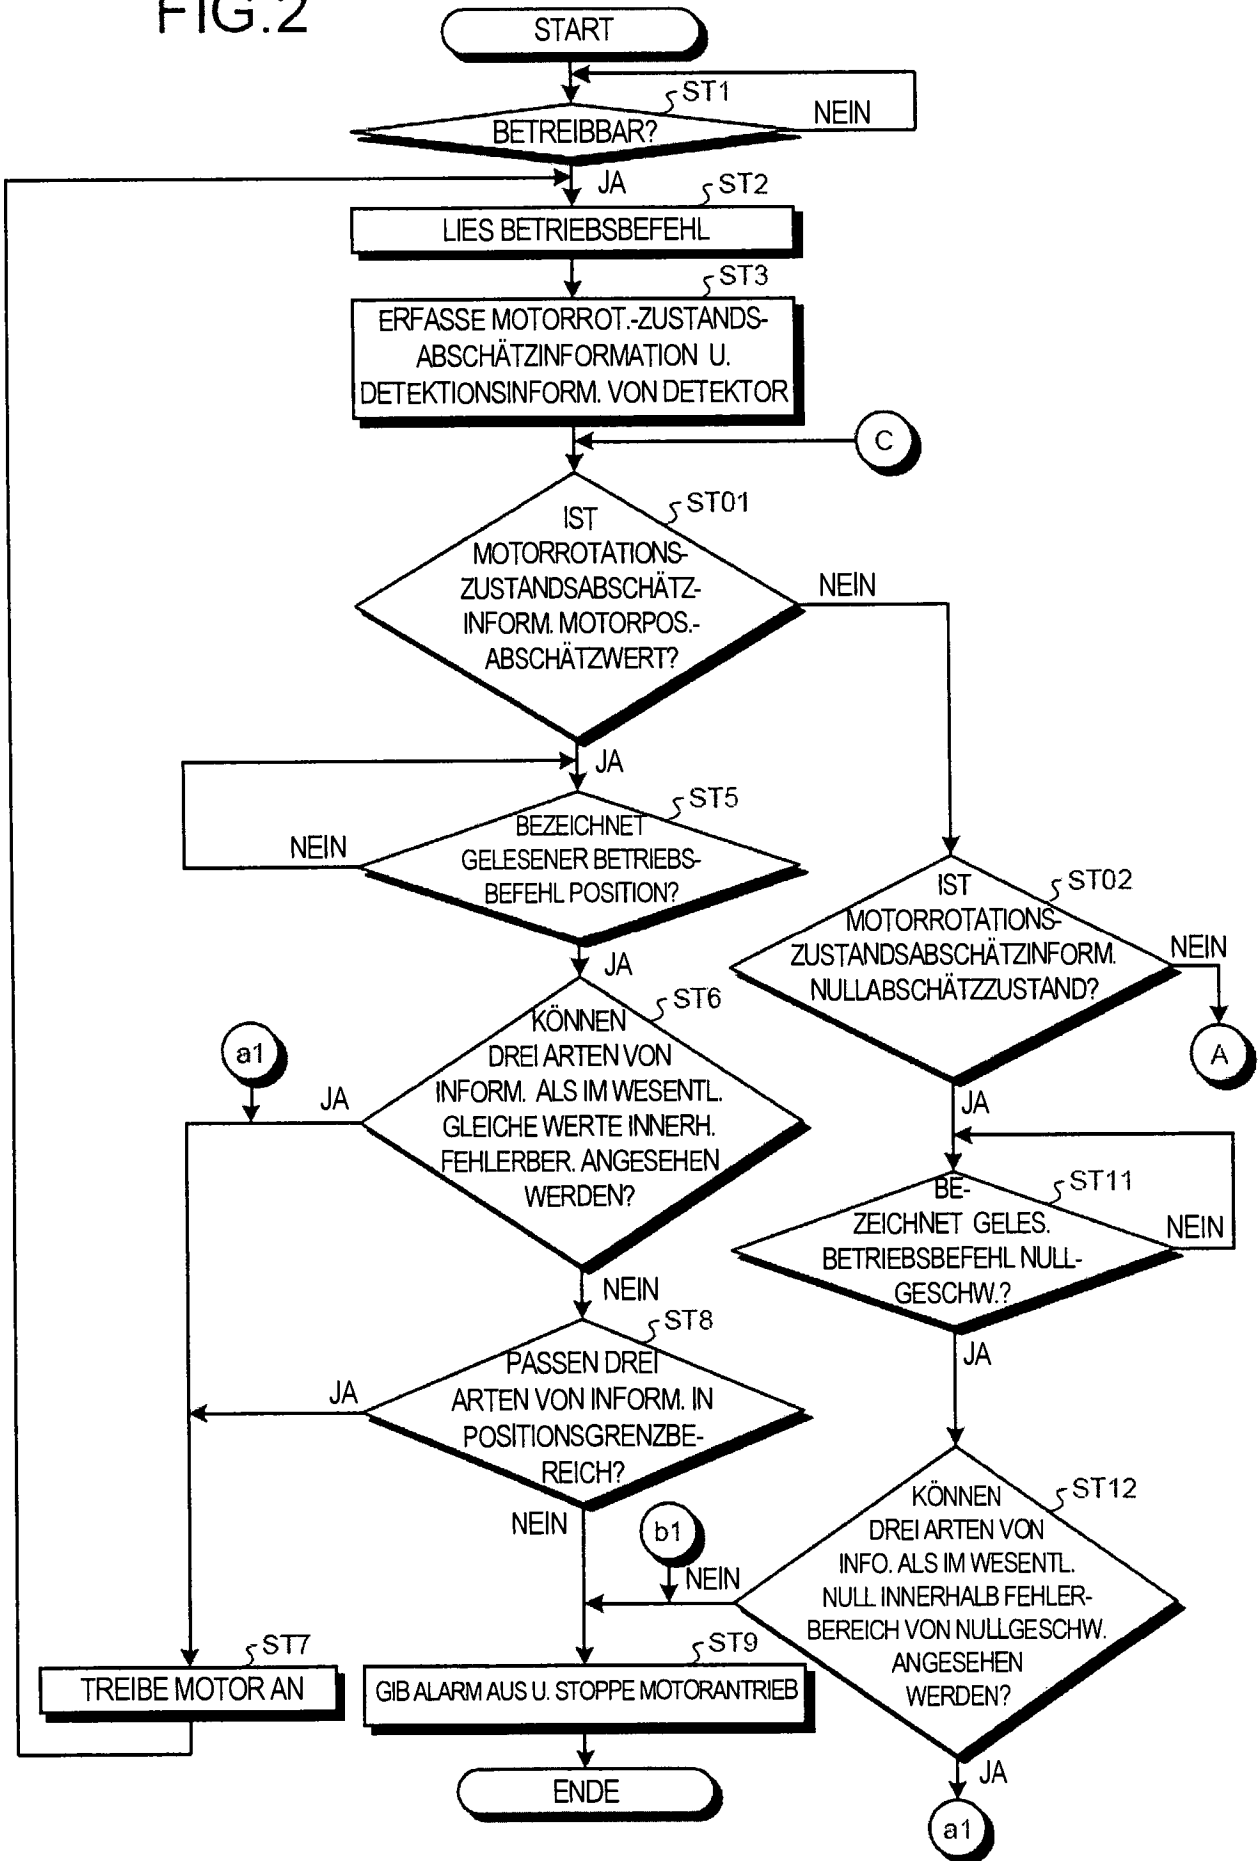 FIG.2
START
ST1
BETREIBBAR?
NEIN
JA
ST2
LIES BETRIEBSBEFEHL
ST3
ERFASSE MOTORROT.-ZUSTANDS-
ABSCHÄTZINFORMATION U.
DETEKTIONSINFORM. VON DETEKTOR
C
ST01
IST
MOTORROTATIONS-
ZUSTANDSABSCHÄTZ-
INFORM. MOTORPOS.-
ABSCHÄTZWERT?
NEIN
JA
ST5
BEZEICHNET
GELESENER BETRIEBS-
BEFEHL POSITION?
NEIN
JA
ST02
IST
MOTORROTATIONS-
ZUSTANDSABSCHÄTZINFORM.
NULLABSCHÄTZZUSTAND?
NEIN
A
JA
ST6
KÖNNEN
DREI ARTEN VON
INFORM. ALS IM WESENTL.
GLEICHE WERTE INNERH.
FEHLERBER. ANGESEHEN
WERDEN?
a1
JA
NEIN
ST11
BE-
ZEICHNET GELES.
BETRIEBSBEFEHL NULL-
GESCHW.?
NEIN
JA
ST8
PASSEN DREI
ARTEN VON INFORM. IN
POSITIONSGRENZBE-
REICH?
JA
NEIN
b1
ST12
KÖNNEN
DREI ARTEN VON
INFO. ALS IM WESENTL.
NULL INNERHALB FEHLER-
BEREICH VON NULLGESCHW.
ANGESEHEN
WERDEN?
NEIN
JA
a1
ST7
TREIBE MOTOR AN
ST9
GIB ALARM AUS U. STOPPE MOTORANTRIEB
ENDE